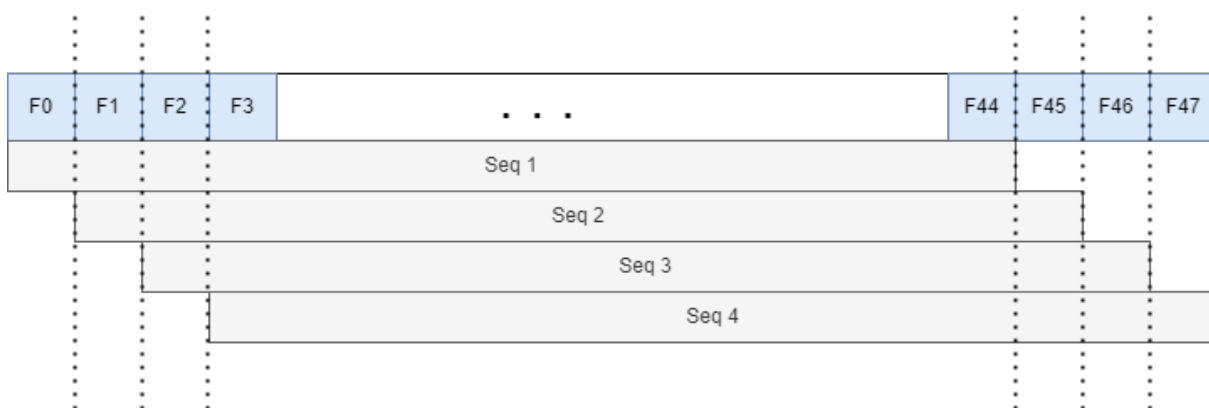 F0 F1 F2 F3 . . . F44 F45 F46 F47
Seq 1
Seq 2
Seq 3
Seq 4